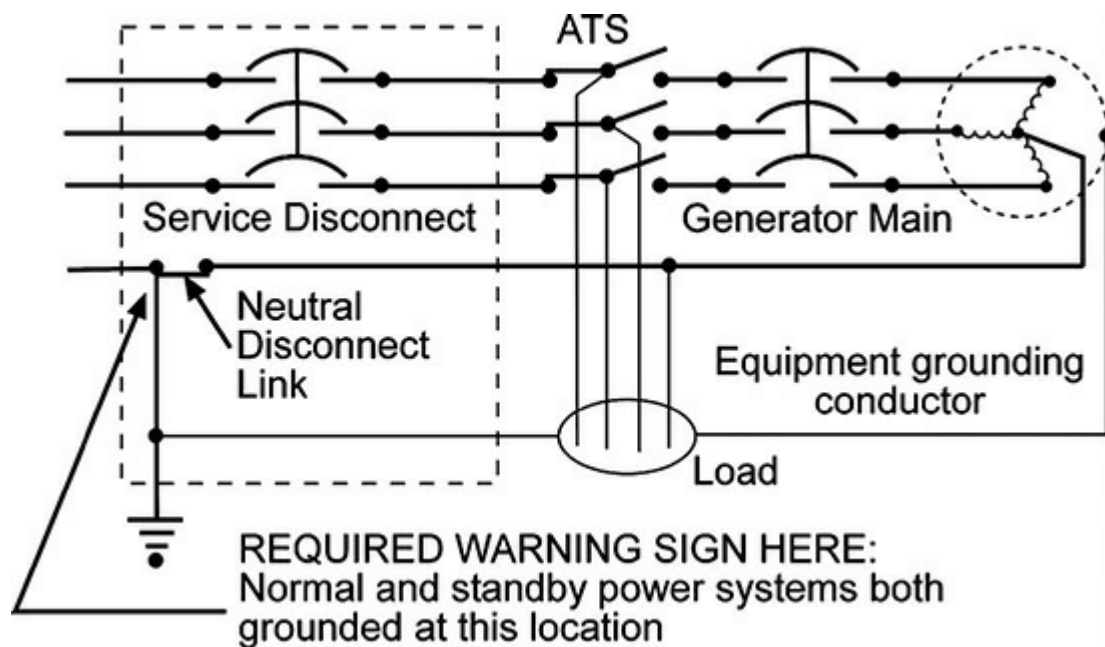 ATS
Service Disconnect
Generator Main
Neutral
Disconnect
Link
Equipment grounding
conductor
Load
REQUIRED WARNING SIGN HERE:
Normal and standby power systems both
grounded at this location